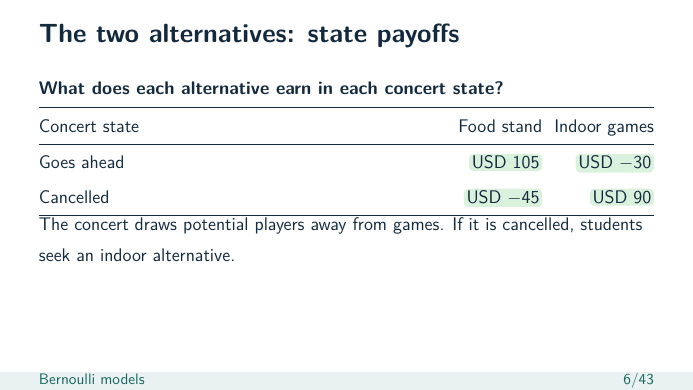 The two alternatives: state payoffs
What does each alternative earn in each concert state?
Concert state Food stand Indoor games
Goes ahead USD 105 USD −30
Cancelled USD −45 USD 90
The concert draws potential players away from games. If it is cancelled, students
seek an indoor alternative.
Bernoulli models 6/43